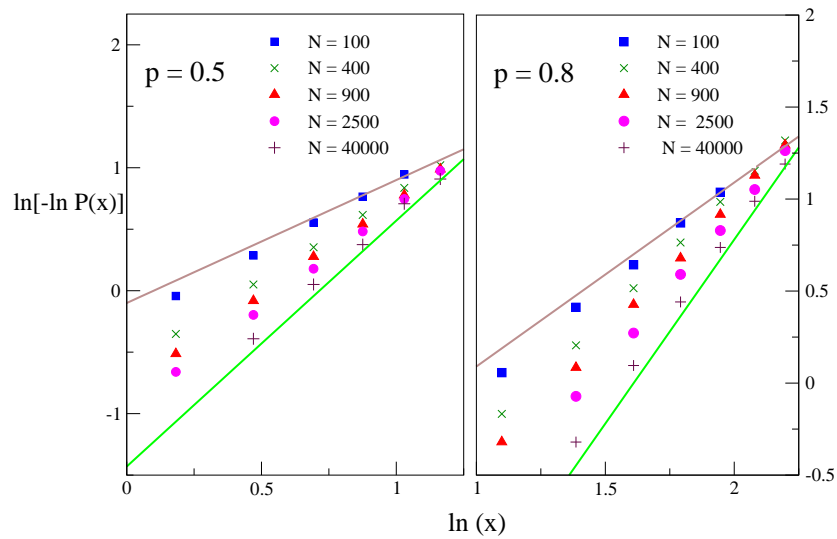 2
1
0
-1
ln[-ln P(x)]
p = 0.5
N = 100
N = 400
N = 900
N = 2500
N = 40000
0
0.5
1
p = 0.8
N = 100
N = 400
N = 900
N = 2500
N = 40000
1
1.5
2
2
1.5
1
0.5
0
-0.5
ln (x)